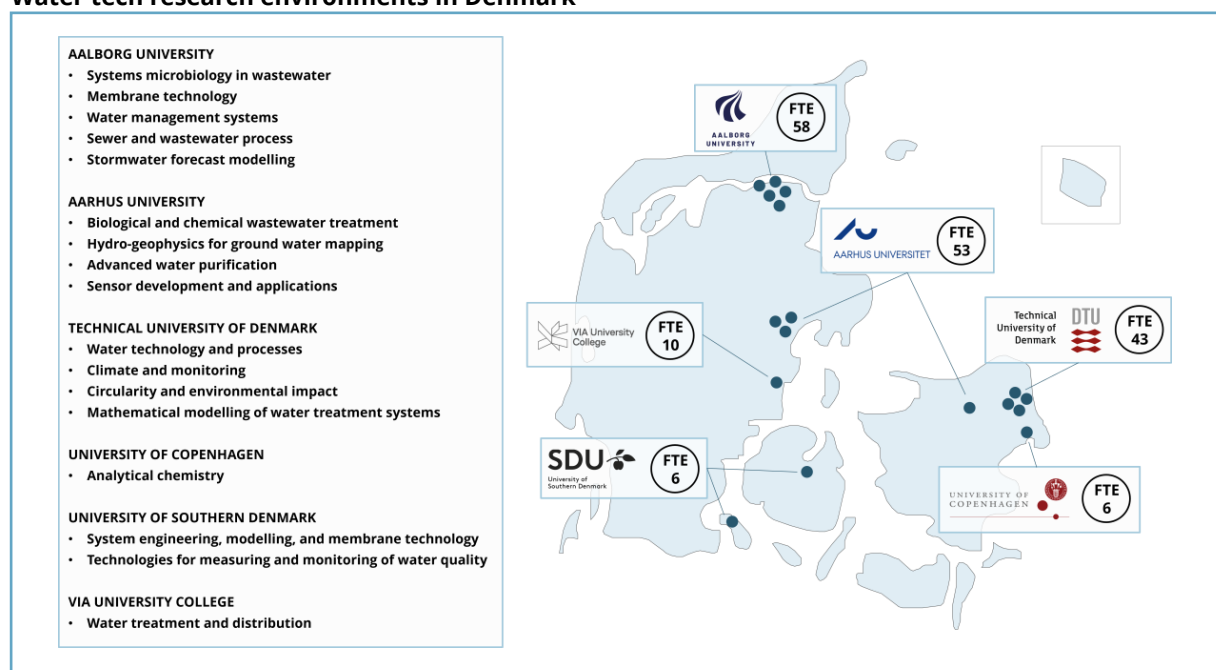 Water tech research environments in Denmark
AALBORG UNIVERSITY
• Systems microbiology in wastewater
• Membrane technology
• Water management systems
• Sewer and wastewater process
• Stormwater forecast modelling
AARHUS UNIVERSITY
• Biological and chemical wastewater treatment
• Hydro-geophysics for ground water mapping
• Advanced water purification
• Sensor development and applications
TECHNICAL UNIVERSITY OF DENMARK
• Water technology and processes
• Climate and monitoring
• Circularity and environmental impact
• Mathematical modelling of water treatment systems
UNIVERSITY OF COPENHAGEN
• Analytical chemistry
UNIVERSITY OF SOUTHERN DENMARK
• System engineering, modelling, and membrane technology
• Technologies for measuring and monitoring of water quality
VIA UNIVERSITY COLLEGE
• Water treatment and distribution
AALBORG
UNIVERSITY
FTE
58
AARHUS UNIVERSITET
FTE
53
VIA University
College
FTE
10
Technical
University of
Denmark
DTU
FTE
43
SDU
University of
Southern Denmark
FTE
6
UNIVERSITY OF
COPENHAGEN
FTE
6